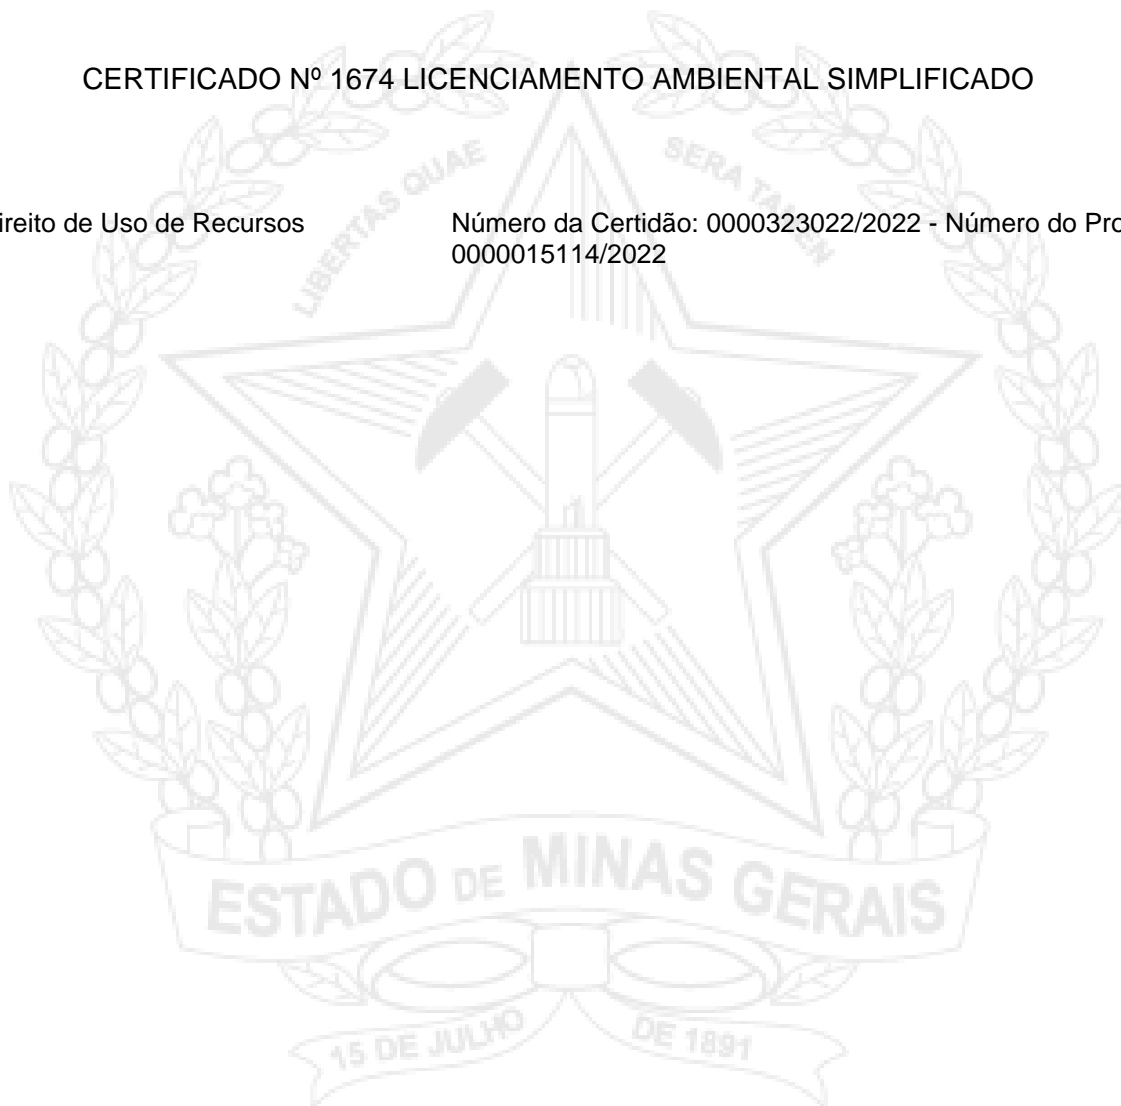 CERTIFICADO Nº 1674 LICENCIAMENTO AMBIENTAL SIMPLIFICADO
LIBERTAS QUAE SERA TAMEN
ireito de Uso de Recursos
Número da Certidão: 0000323022/2022 - Número do Pro
0000015114/2022
ESTADO DE MINAS GERAIS
15 DE JULHO DE 1891